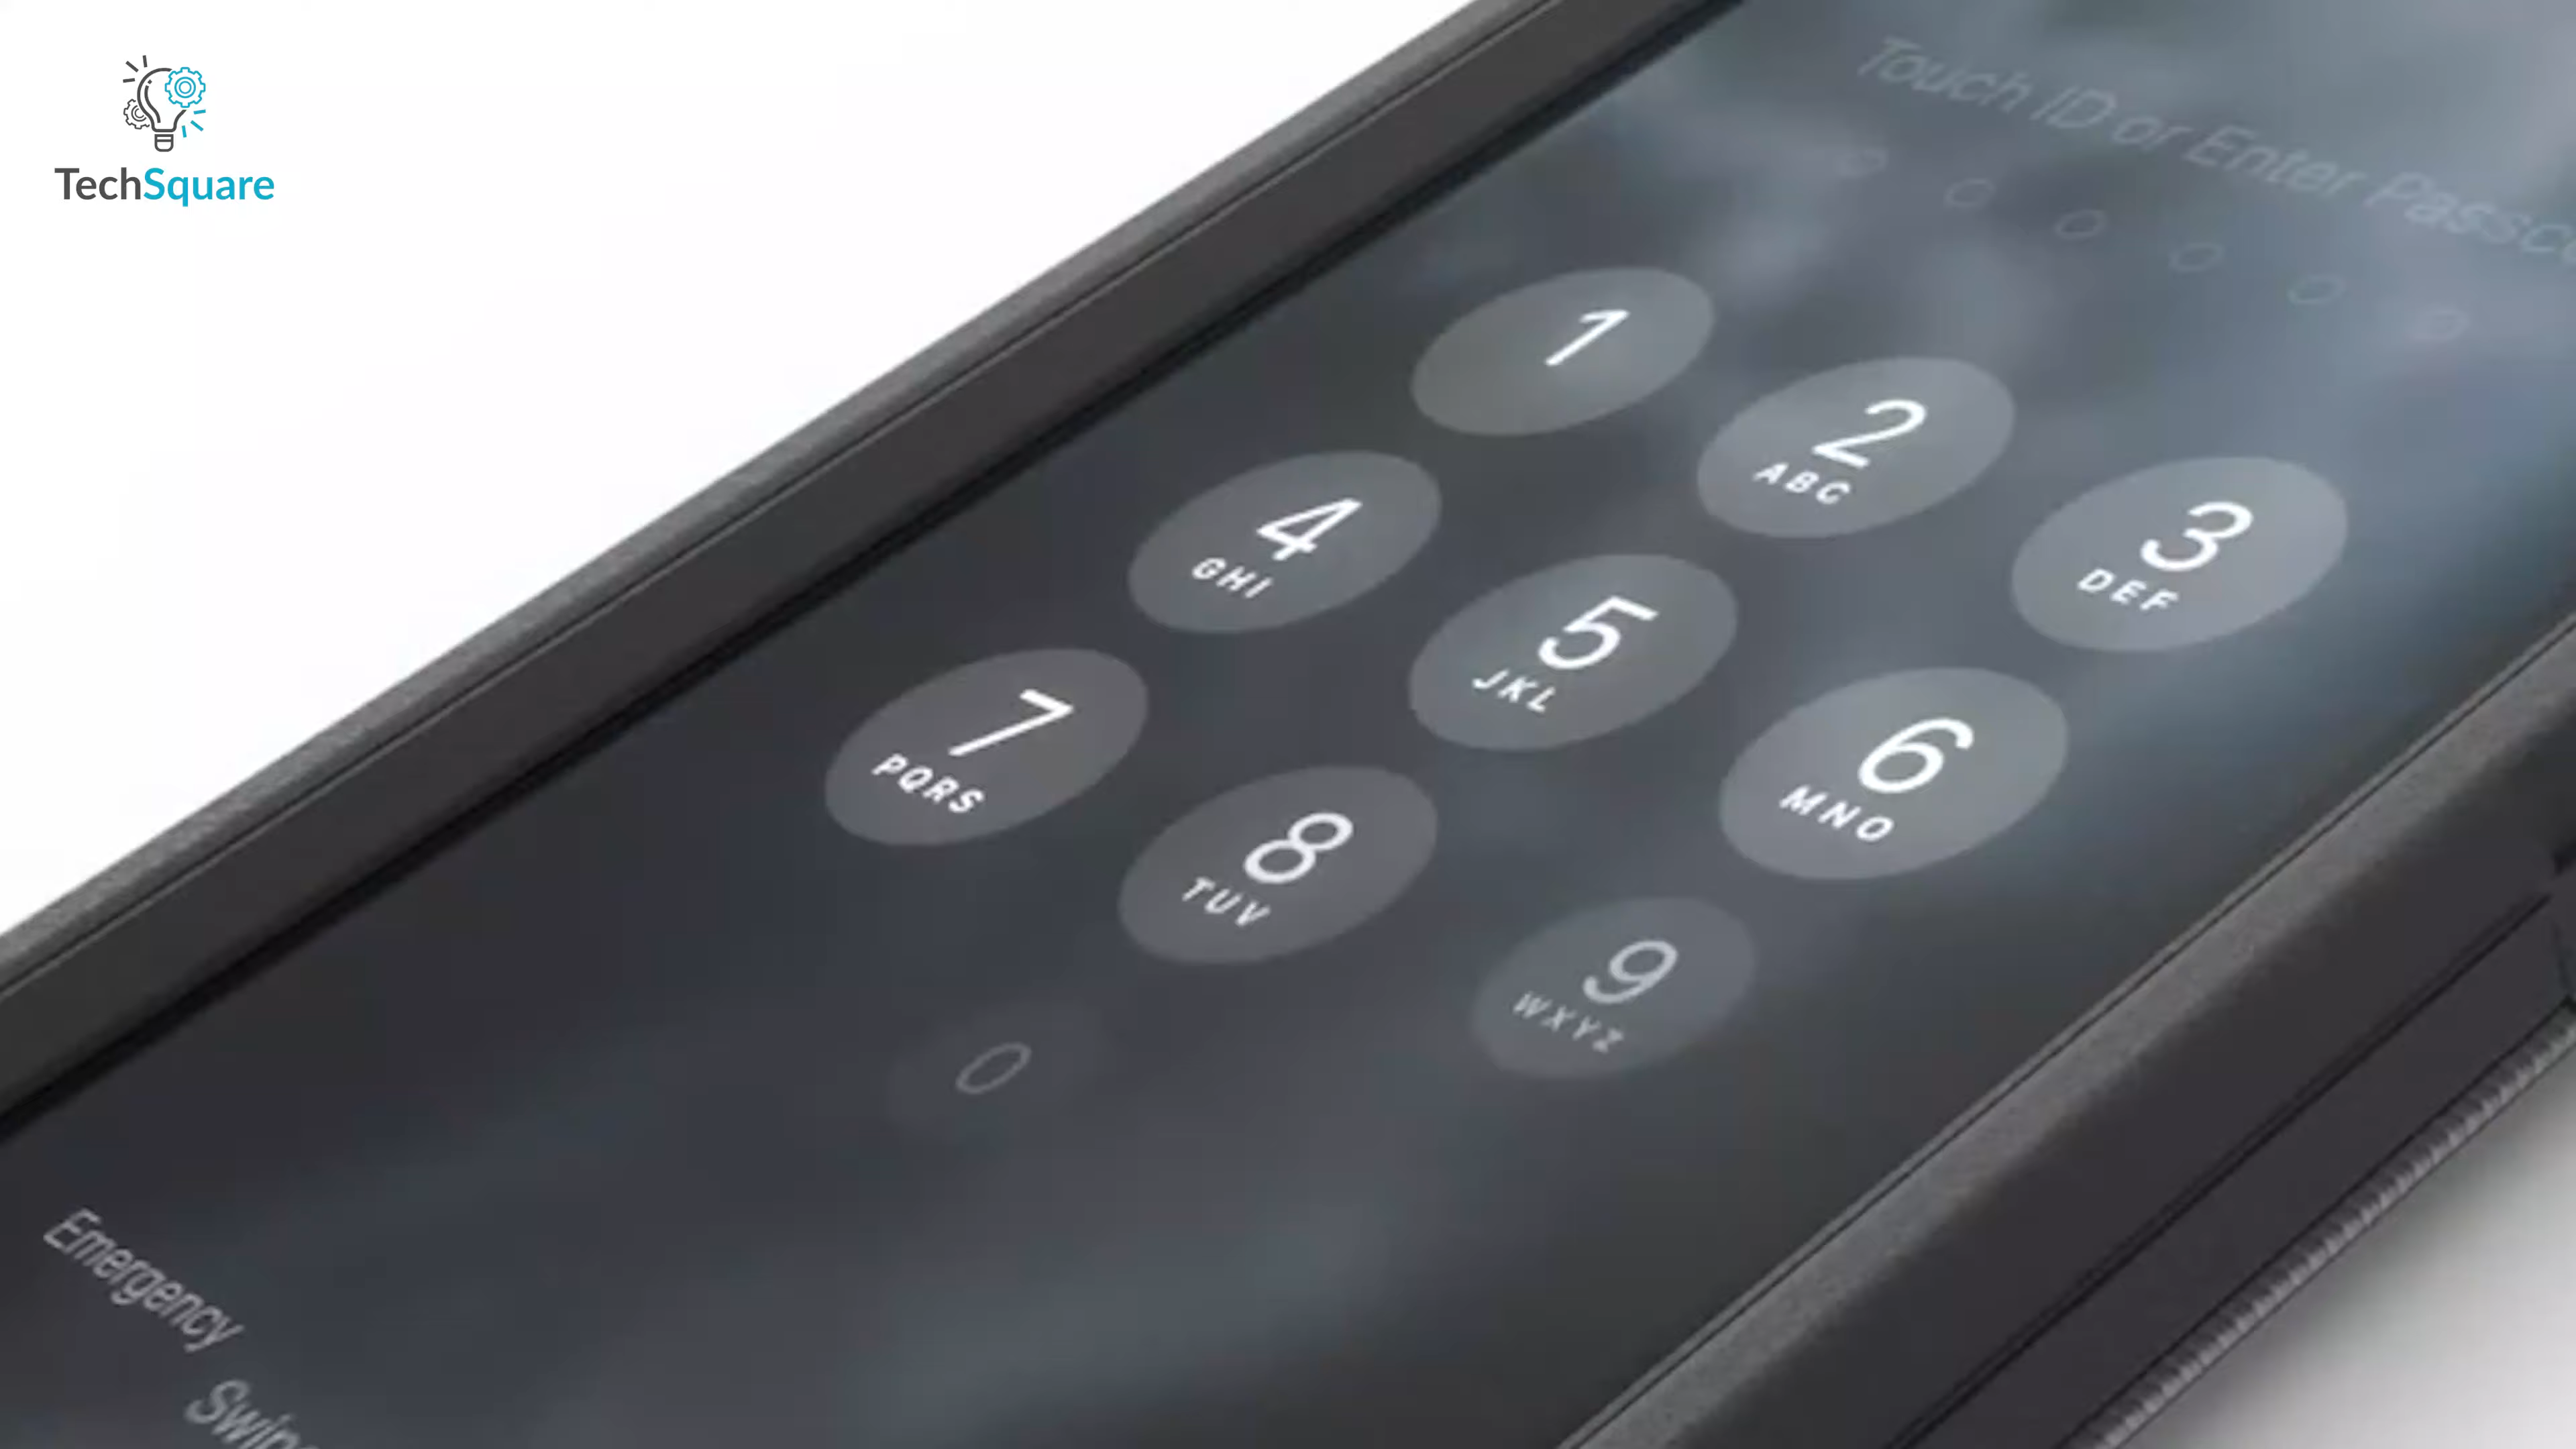 TechSquare
Touch ID or Enter
1
2
ABC
3
DEF
4
GHI
5
JKL
6
MNO
7
PQRS
8
TUV
9
WXYZ
0
Emergency